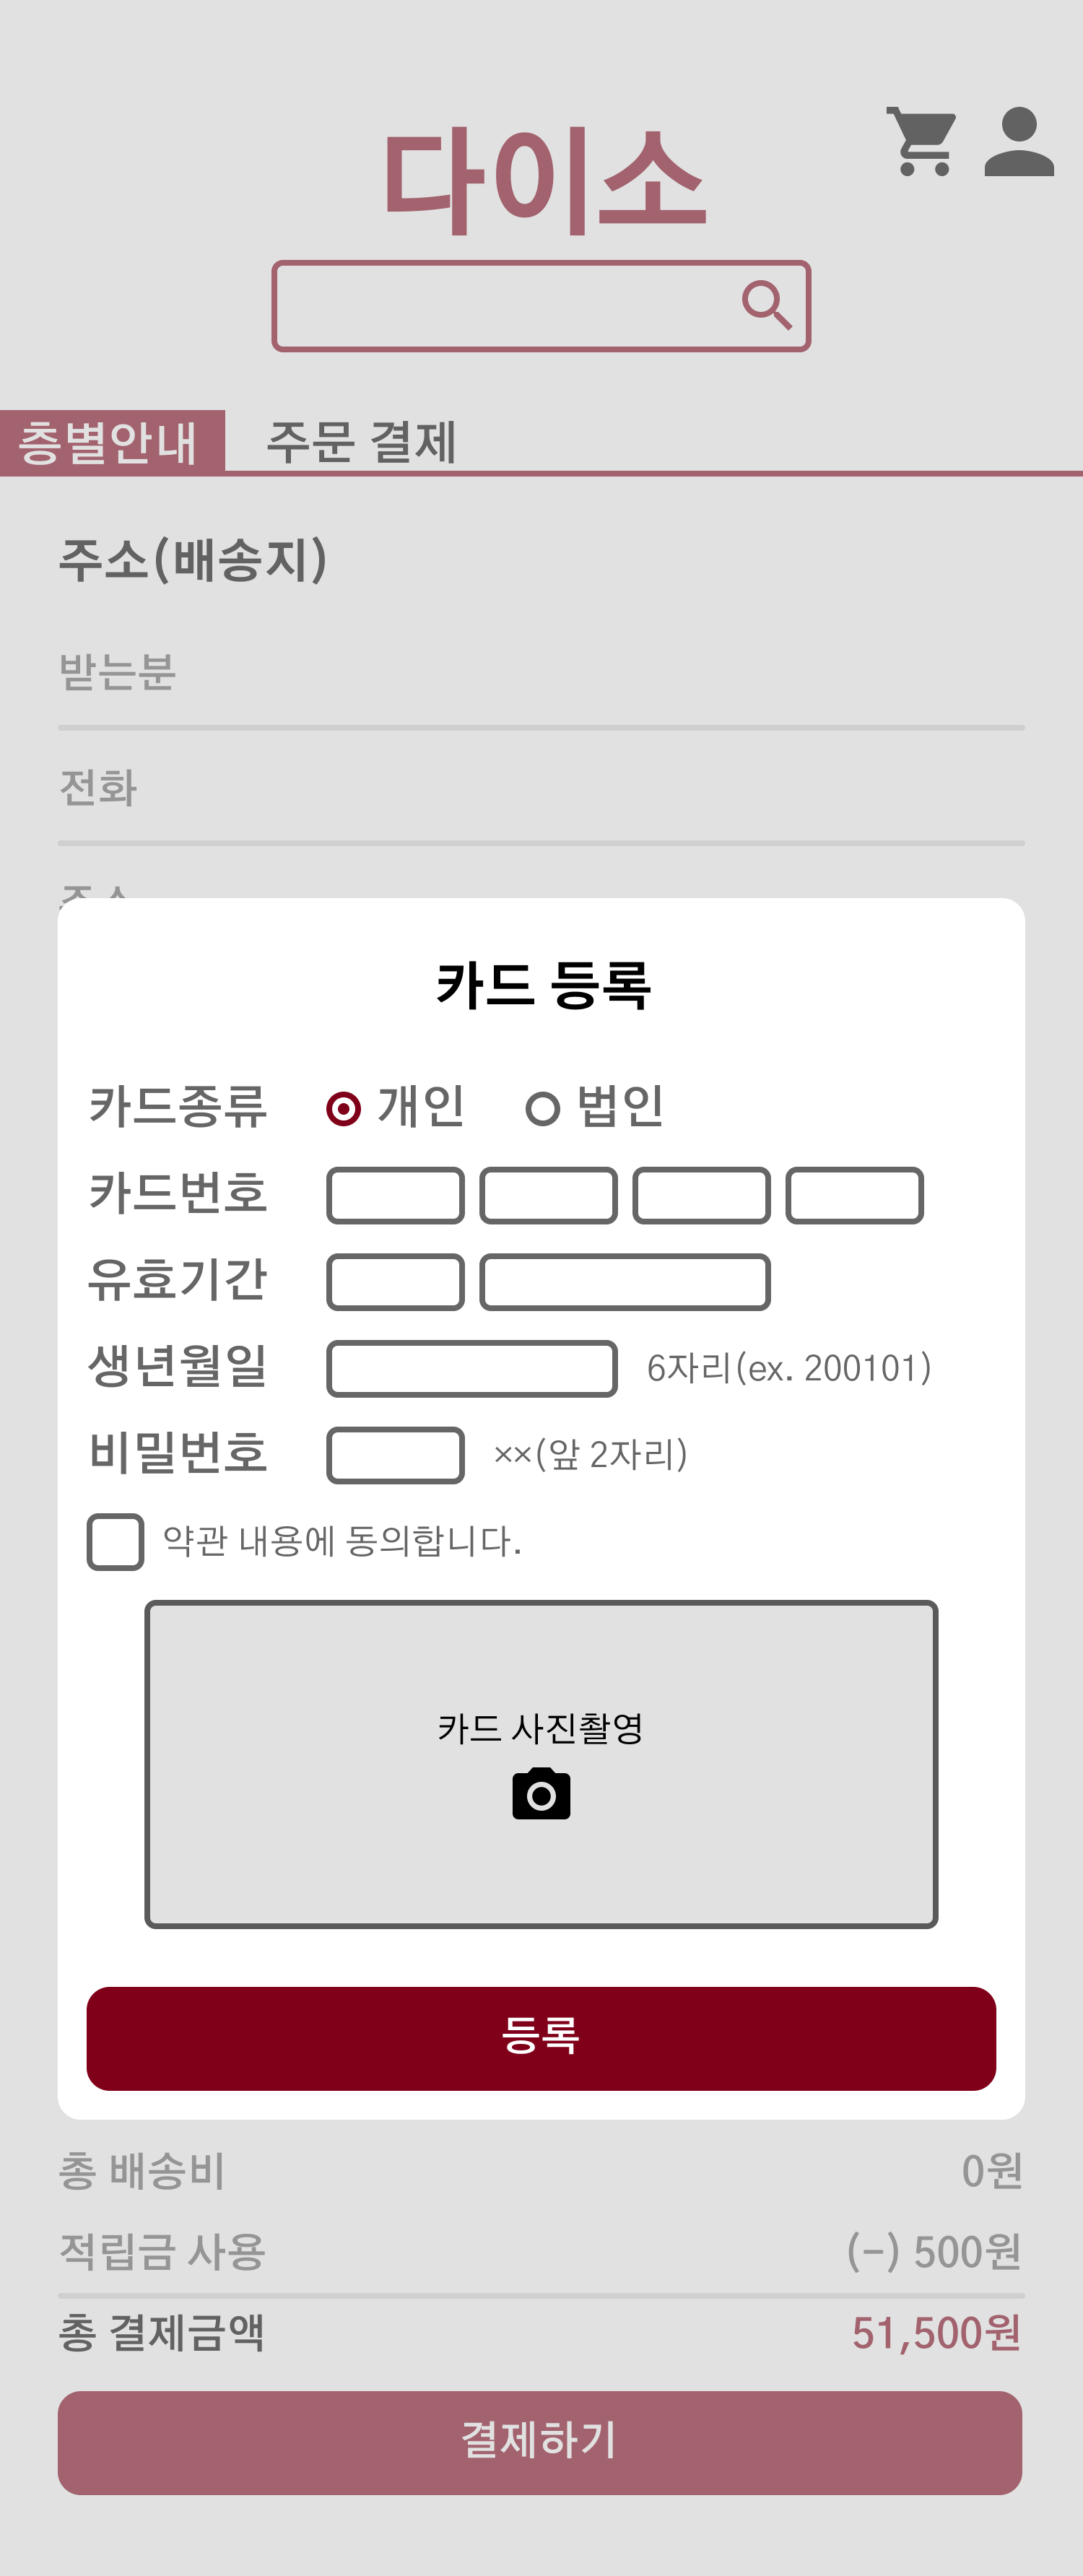 다이소
층별안내 주문 결제
주소(배송지)
받는분
전화
카드 등록
카드종류 개인 법인
카드번호
유효기간
생년월일 6자리(ex. 200101)
비밀번호 ××(앞 2자리)
약관 내용에 동의합니다.
카드 사진촬영
등록
총 배송비 0원
적립금 사용 (-) 500원
총 결제금액 51,500원
결제하기